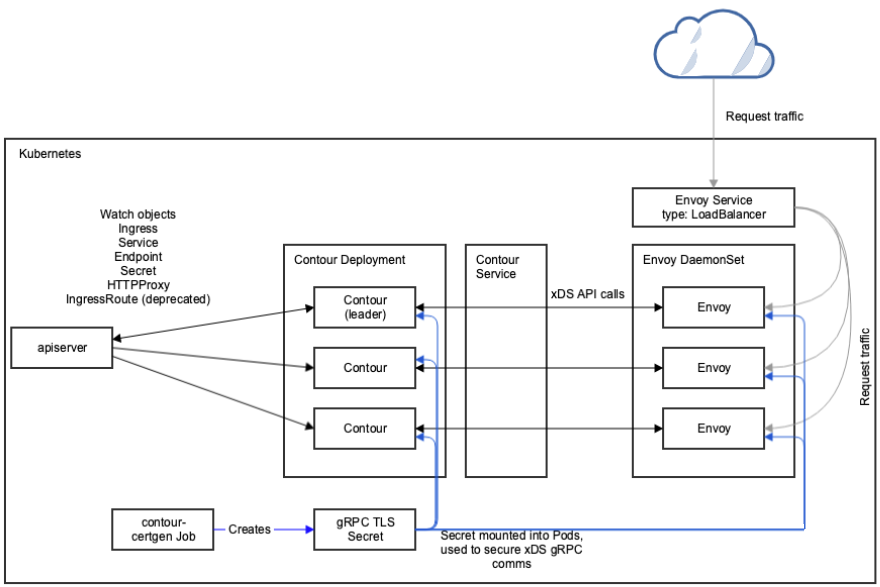 Request traffic
Kubernetes
Envoy Service
type: LoadBalancer
Watch objects
Ingress
Service
Endpoint
Secret
HTTPProxy
IngressRoute (deprecated)
Contour Deployment
Contour
Service
Envoy DaemonSet
xDS API calls
Contour
(leader)
Envoy
apiserver
Contour
Envoy
Request traffic
Contour
Envoy
contour-
certgen Job
Creates
gRPC TLS
Secret
Secret mounted into Pods,
used to secure xDS gRPC
comms